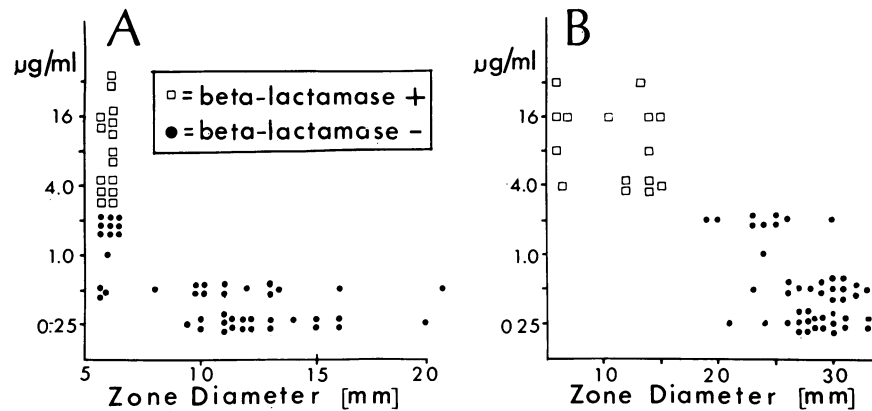 A
µg/ml
16
4.0
1.0
0.25
5
10
15
20
Zone Diameter [mm]
□ = beta-lactamase +
● = beta-lactamase -
B
µg/ml
16
4.0
1.0
0.25
10
20
30
Zone Diameter [mm]